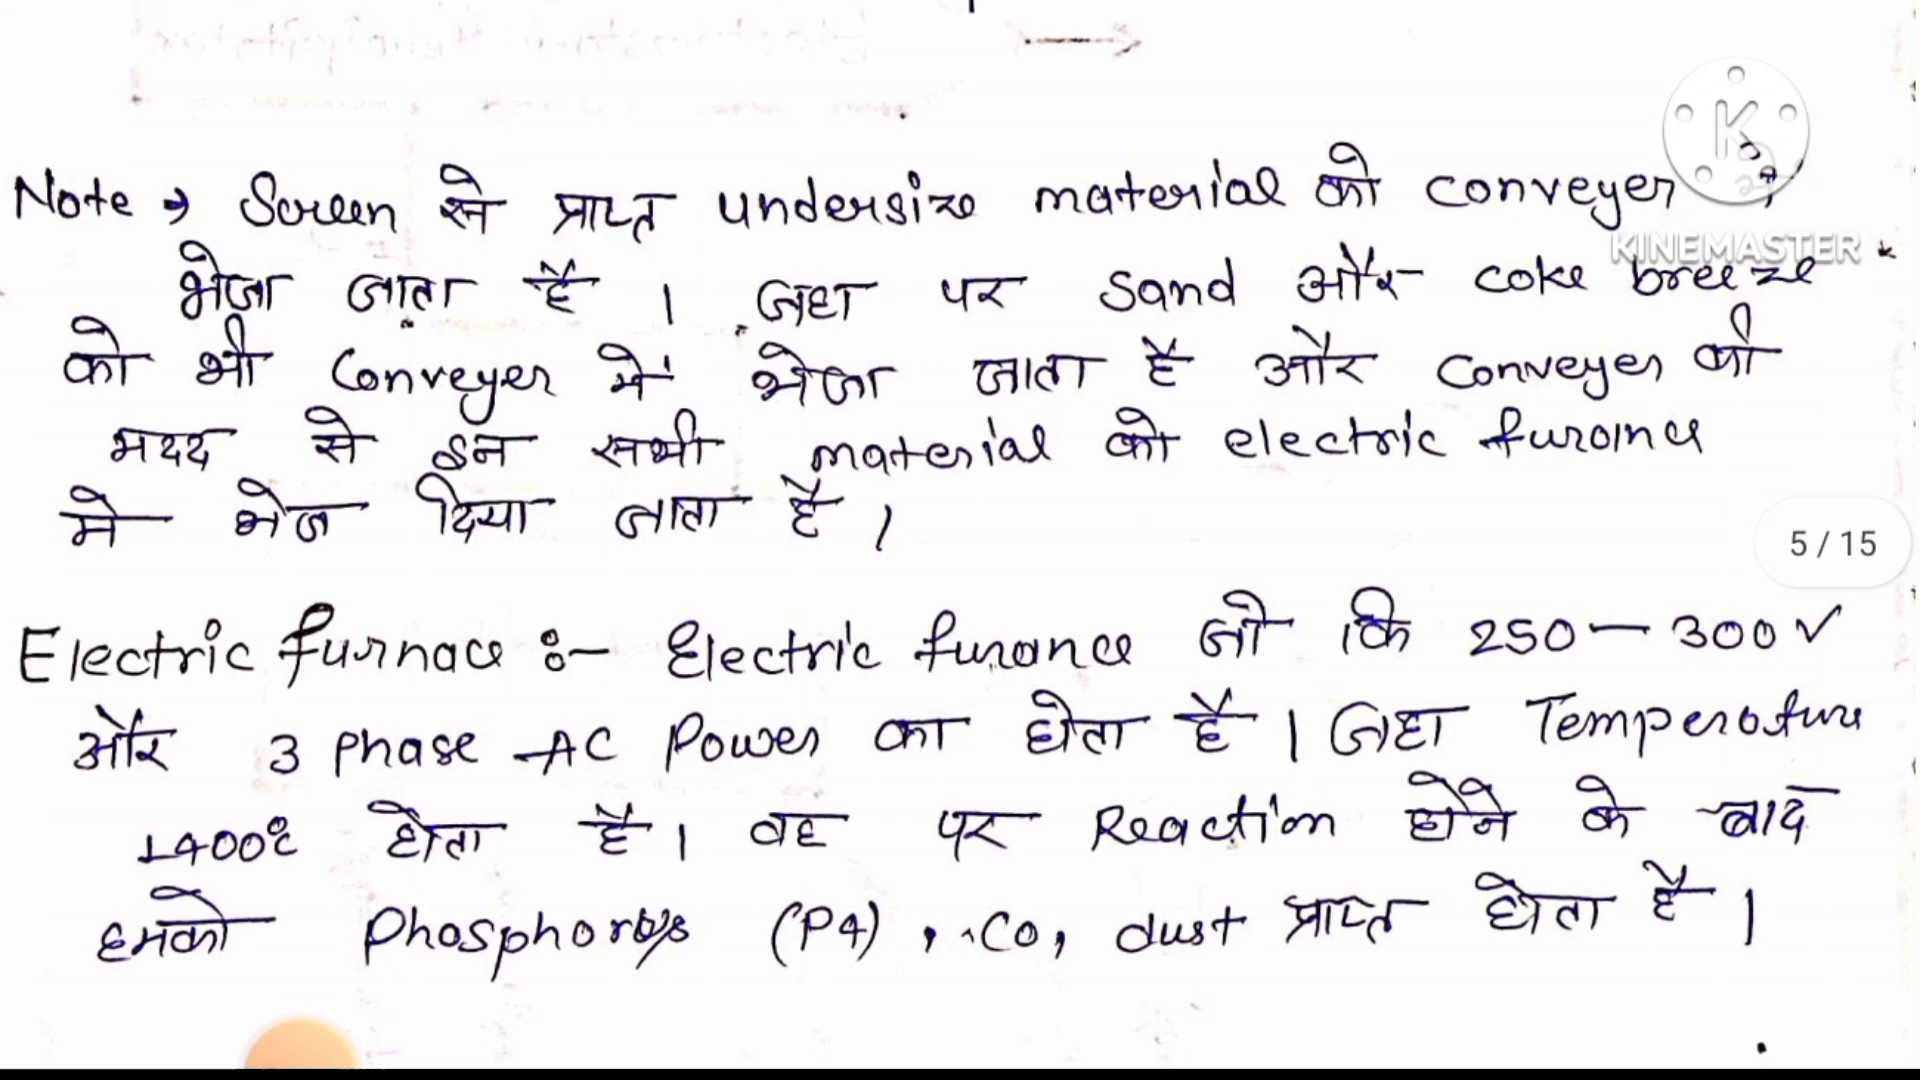 Note → Screen से प्राप्त undersize material को conveyer में
भेजा जाता है । जहा पर sand और coke breeze
को भी Conveyer में भेजा जाता है और conveyer की
मदद से इन सभी material को electric furance
मे भेज दिया जाता है ।
Electric furnace :- Electric furance जो कि 250 - 300 V
और 3 phase AC Power का होता है । जहा Temperature
1400°C होता है । वह पर Reaction होने के बाद
हमको Phosphorus (P4) , CO, dust प्राप्त होता है ।
K
KINEMASTER
5 / 15